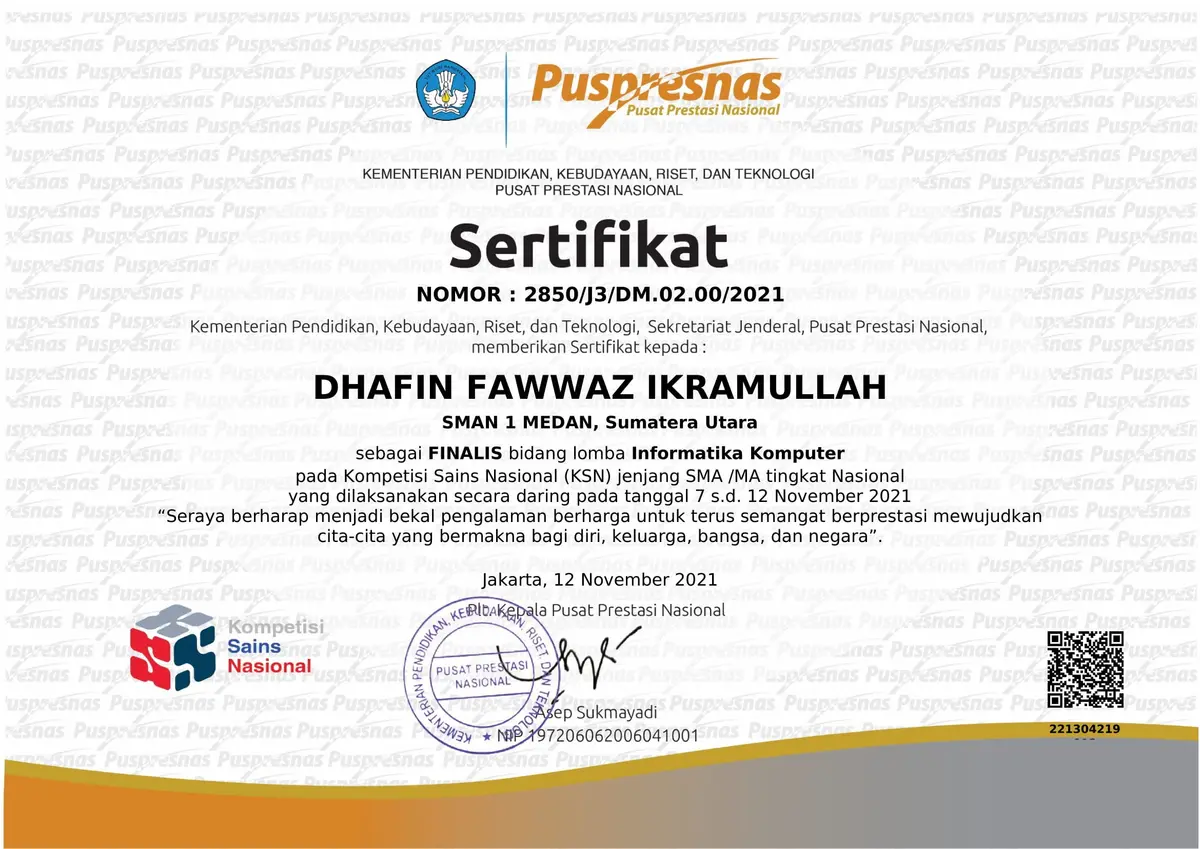 Puspresnas
Pusat Prestasi Nasional
KEMENTERIAN PENDIDIKAN, KEBUDAYAAN, RISET, DAN TEKNOLOGI
PUSAT PRESTASI NASIONAL
Sertifikat
NOMOR : 2850/J3/DM.02.00/2021
Kementerian Pendidikan, Kebudayaan, Riset, dan Teknologi, Sekretariat Jenderal, Pusat Prestasi Nasional,
memberikan Sertifikat kepada :
DHAFIN FAWWAZ IKRAMULLAH
SMAN 1 MEDAN, Sumatera Utara
sebagai FINALIS bidang lomba Informatika Komputer
pada Kompetisi Sains Nasional (KSN) jenjang SMA /MA tingkat Nasional
yang dilaksanakan secara daring pada tanggal 7 s.d. 12 November 2021
“Seraya berharap menjadi bekal pengalaman berharga untuk terus semangat berprestasi mewujudkan
cita-cita yang bermakna bagi diri, keluarga, bangsa, dan negara”.
Jakarta, 12 November 2021
Plt. Kepala Pusat Prestasi Nasional
KEMENTERIAN PENDIDIKAN, KEBUDAYAAN, RISET, DAN TEKNOLOGI
PUSAT PRESTASI
NASIONAL
Asep Sukmayadi
NIP 197206062006041001
Kompetisi
Sains
Nasional
221304219